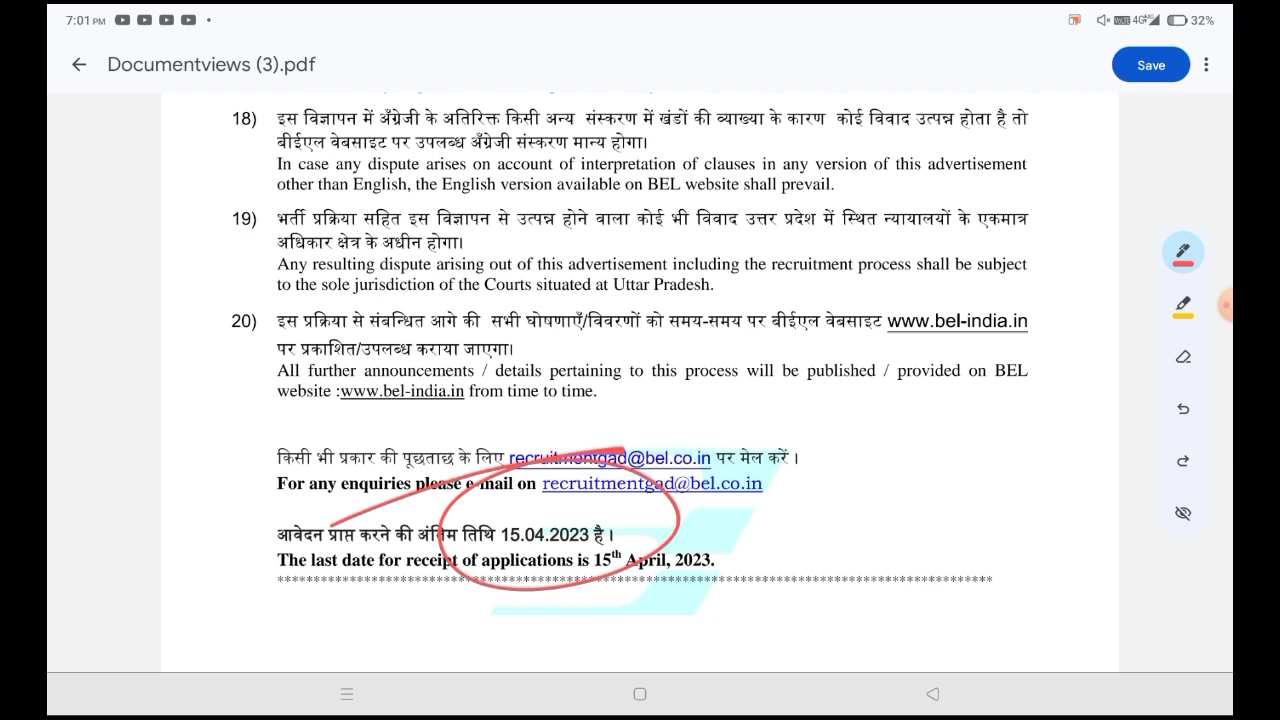 7:01 PM
4G
32%
Documentviews (3).pdf
Save
18) इस विज्ञापन में अँग्रेजी के अतिरिक्त किसी अन्य संस्करण में खंडों की व्याख्या के कारण कोई विवाद उत्पन्न होता है तो
बीईएल वेबसाइट पर उपलब्ध अँग्रेजी संस्करण मान्य होगा।
In case any dispute arises on account of interpretation of clauses in any version of this advertisement
other than English, the English version available on BEL website shall prevail.
19) भर्ती प्रक्रिया सहित इस विज्ञापन से उत्पन्न होने वाला कोई भी विवाद उत्तर प्रदेश में स्थित न्यायालयों के एकमात्र
अधिकार क्षेत्र के अधीन होगा।
Any resulting dispute arising out of this advertisement including the recruitment process shall be subject
to the sole jurisdiction of the Courts situated at Uttar Pradesh.
20) इस प्रक्रिया से संबन्धित आगे की सभी घोषणाएँ/विवरणों को समय-समय पर बीईएल वेबसाइट www.bel-india.in
पर प्रकाशित/उपलब्ध कराया जाएगा।
All further announcements / details pertaining to this process will be published / provided on BEL
website :www.bel-india.in from time to time.
किसी भी प्रकार की पूछताछ के लिए recruitmentgad@bel.co.in पर मेल करें ।
For any enquiries please e-mail on recruitmentgad@bel.co.in
आवेदन प्राप्त करने की अंतिम तिथि 15.04.2023 है ।
The last date for receipt of applications is 15th April, 2023.